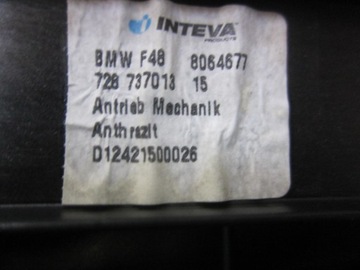 INTEVA
PRODUCTS
BMW F48 8064677
728 737013 15
Antrieb Mechanik
Anthrazit
D12421500026